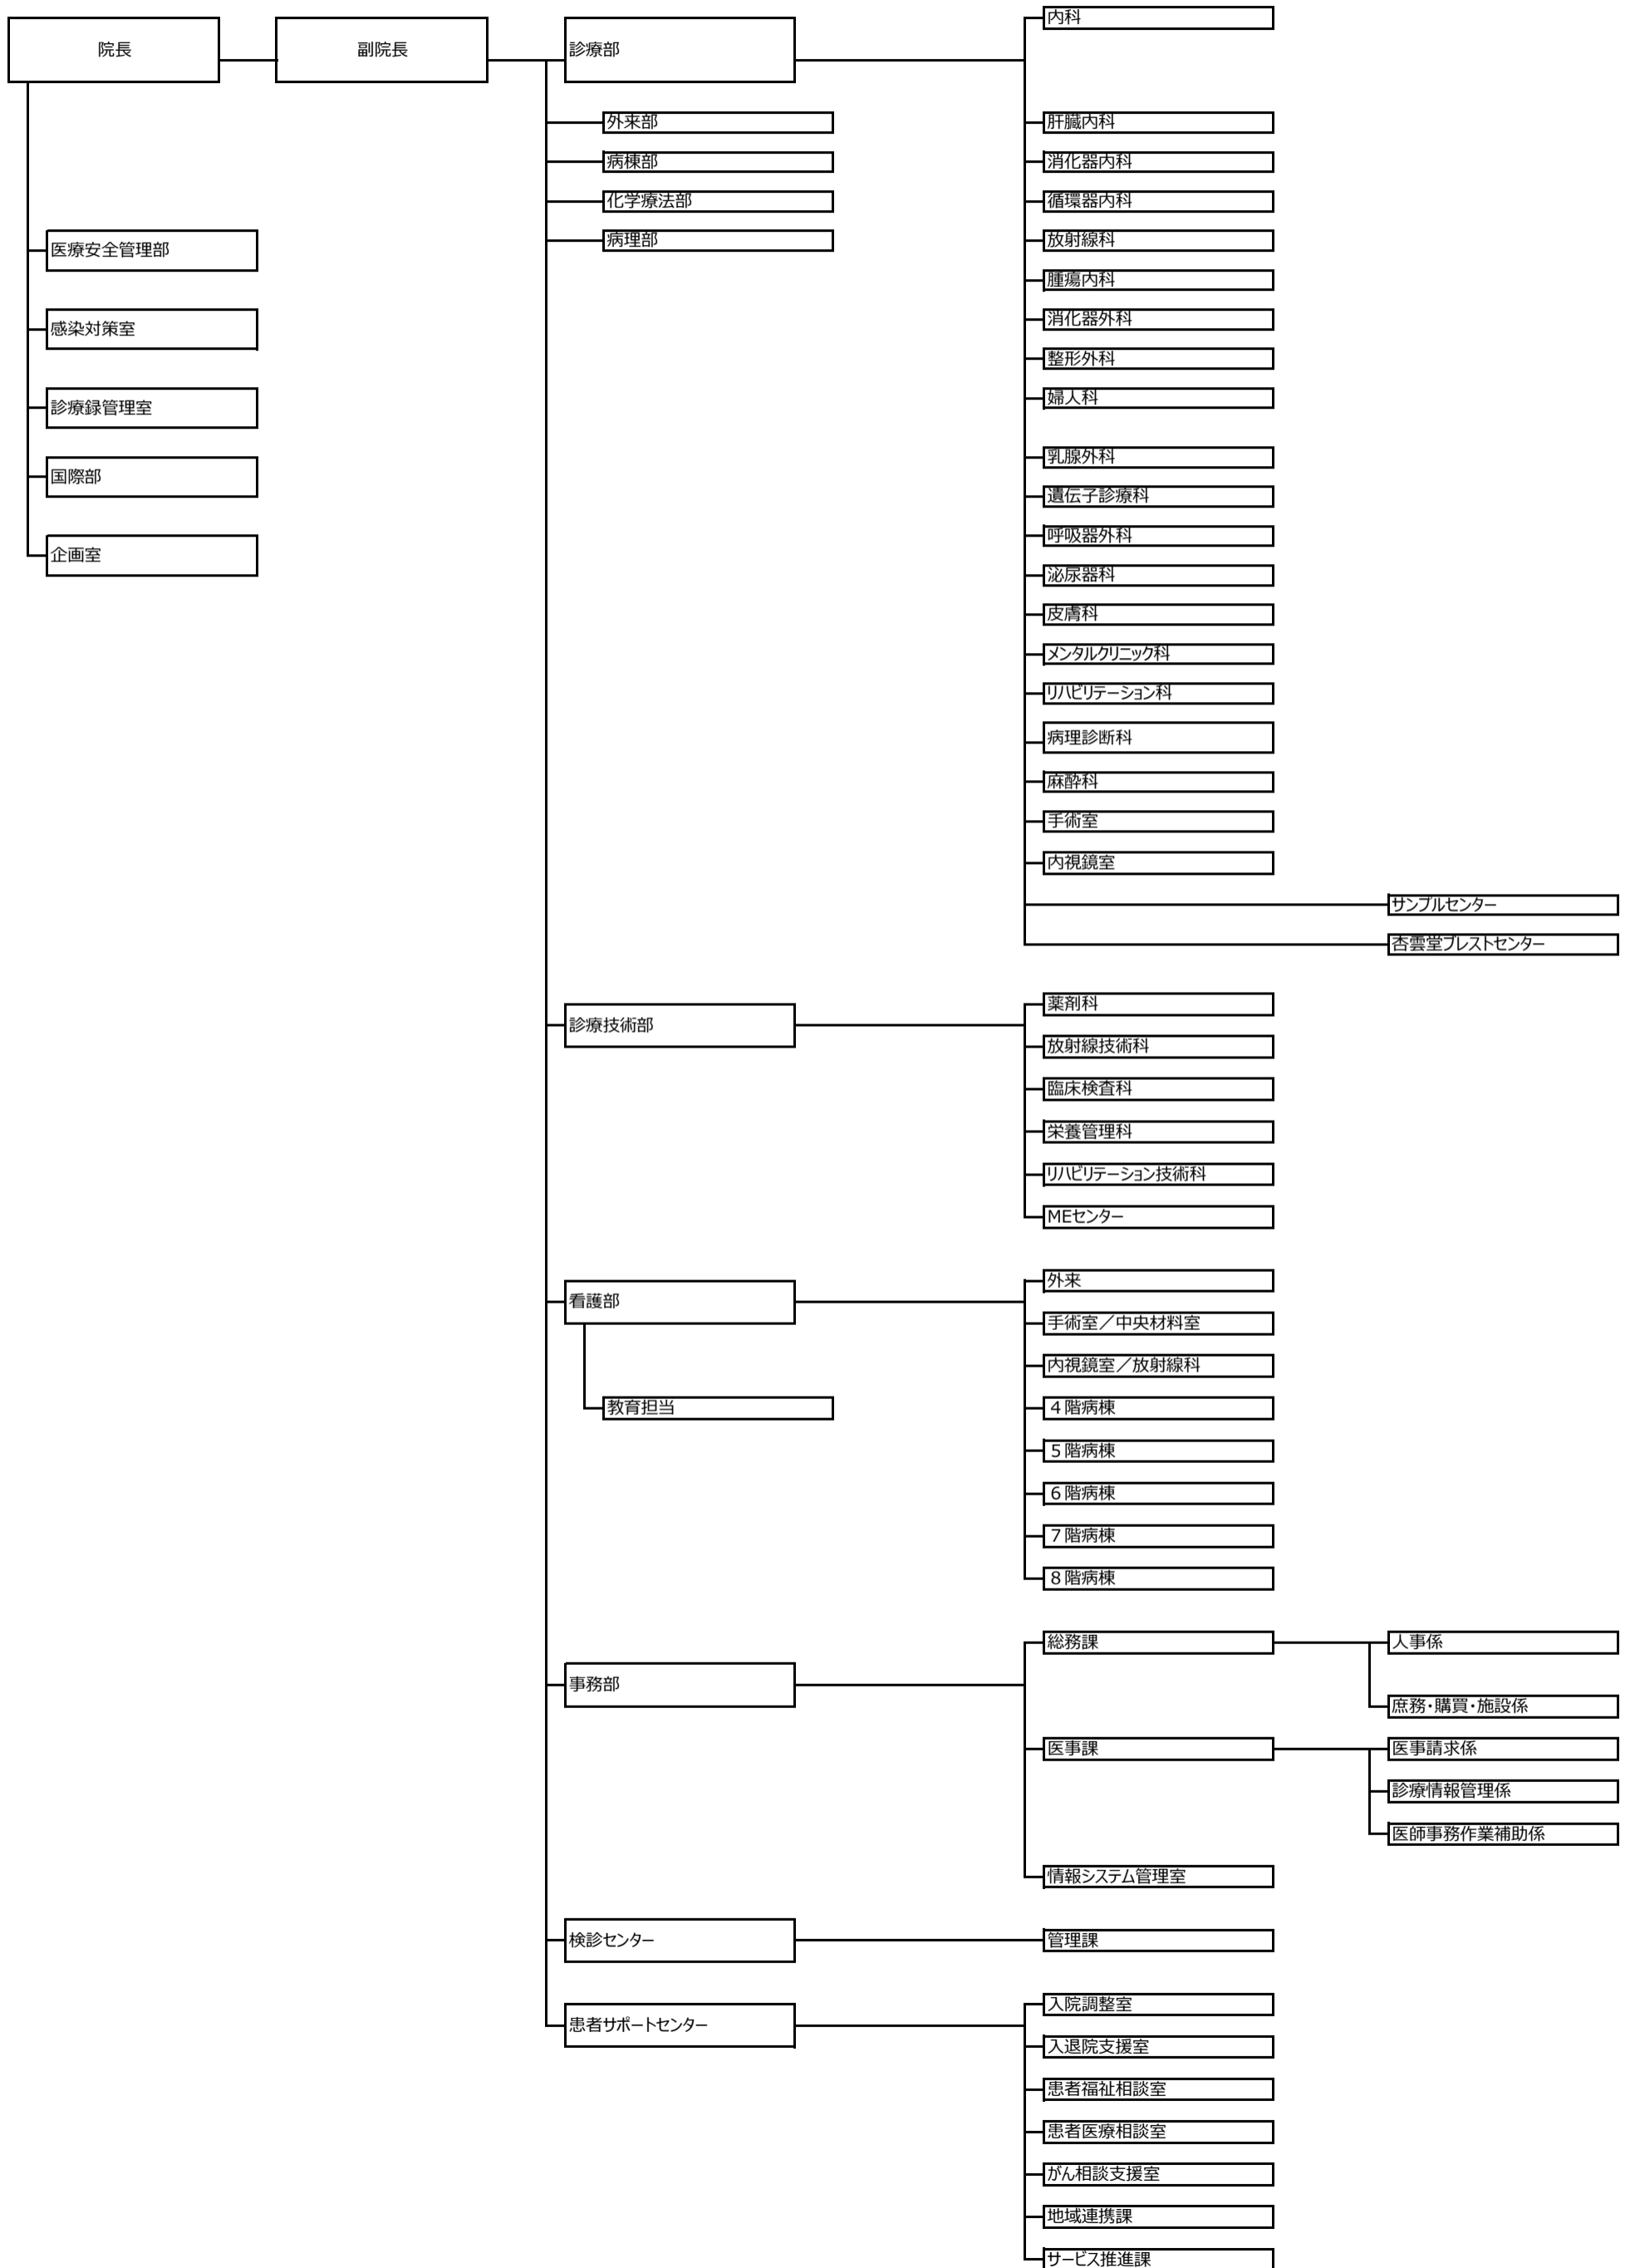 院長
副院長
診療部
内科
外来部
肝臓内科
病棟部
消化器内科
化学療法部
循環器内科
病理部
放射線科
医療安全管理部
腫瘍内科
感染対策室
消化器外科
整形外科
診療録管理室
婦人科
国際部
乳腺外科
遺伝子診療科
企画室
呼吸器外科
泌尿器科
皮膚科
メンタルクリニック科
リハビリテーション科
病理診断科
麻酔科
手術室
内視鏡室
サンプルセンター
杏雲堂ブレストセンター
診療技術部
薬剤科
放射線技術科
臨床検査科
栄養管理科
リハビリテーション技術科
MEセンター
看護部
外来
手術室／中央材料室
内視鏡室／放射線科
教育担当
４階病棟
５階病棟
６階病棟
７階病棟
８階病棟
事務部
総務課
人事係
庶務・購買・施設係
医事課
医事請求係
診療情報管理係
医師事務作業補助係
情報システム管理室
検診センター
管理課
患者サポートセンター
入院調整室
入退院支援室
患者福祉相談室
患者医療相談室
がん相談支援室
地域連携課
サービス推進課